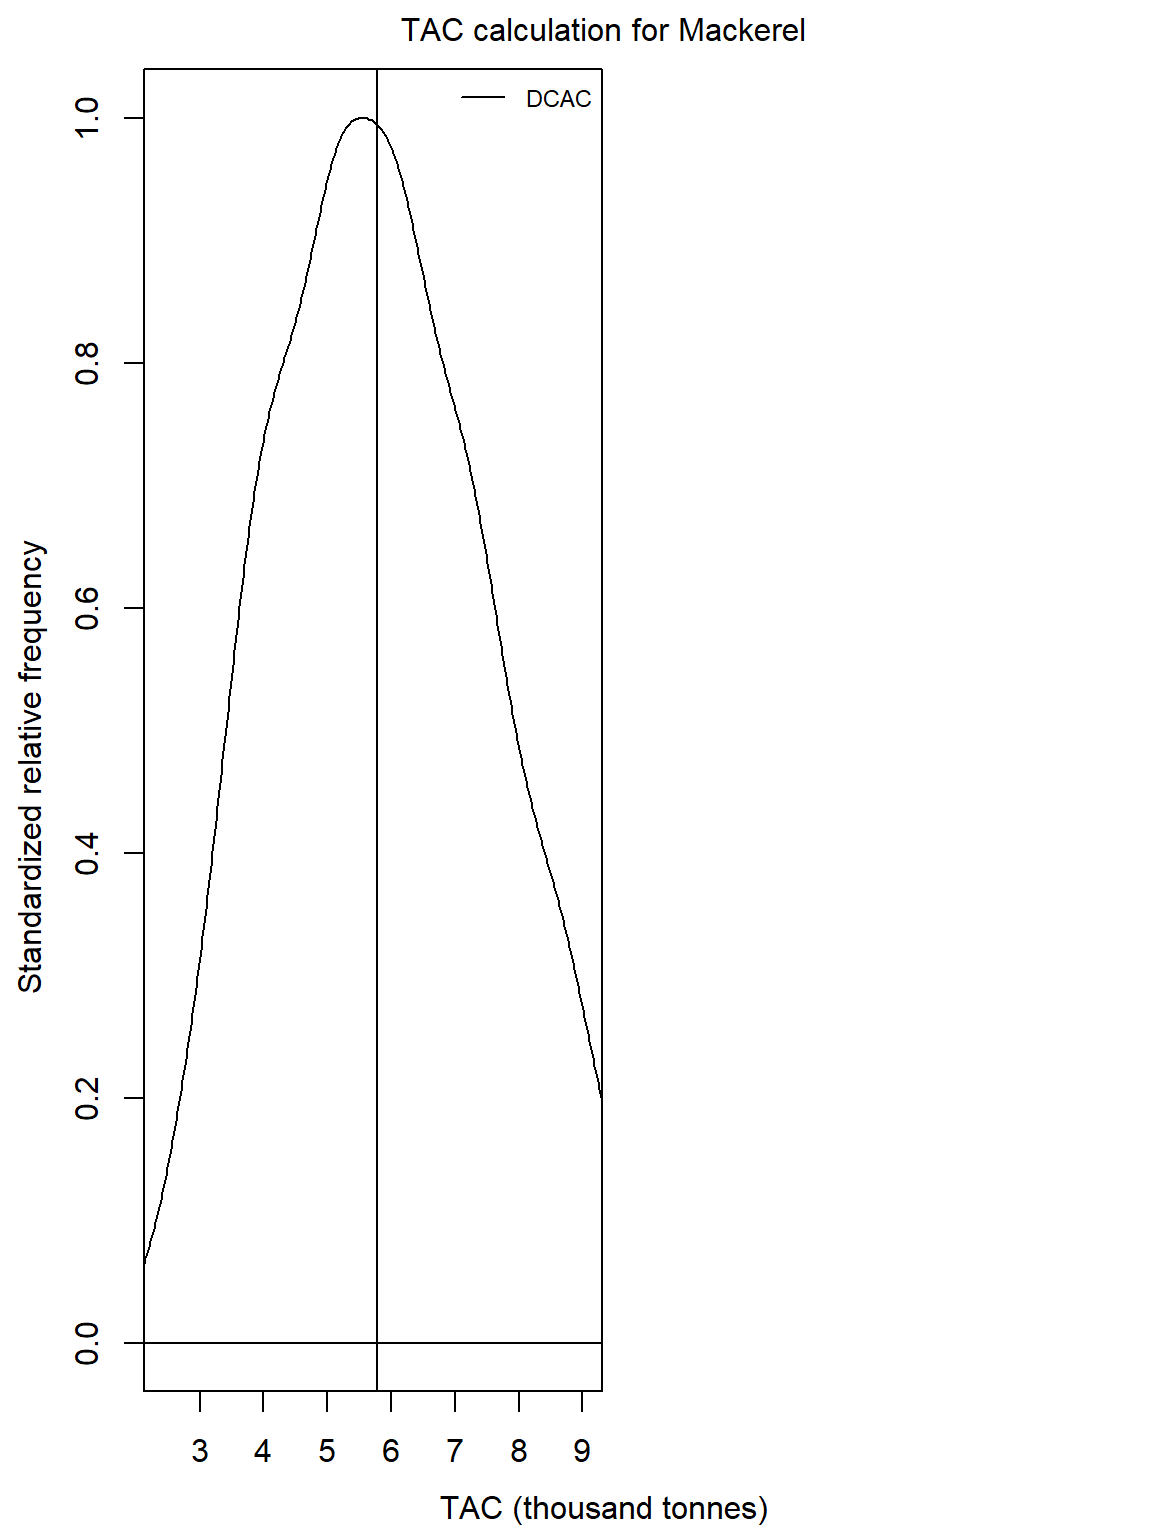 TAC calculation for Mackerel
DCAC
1.0
0.8
0.6
0.4
0.2
0.0
Standardized relative frequency
3 4 5 6 7 8 9
TAC (thousand tonnes)